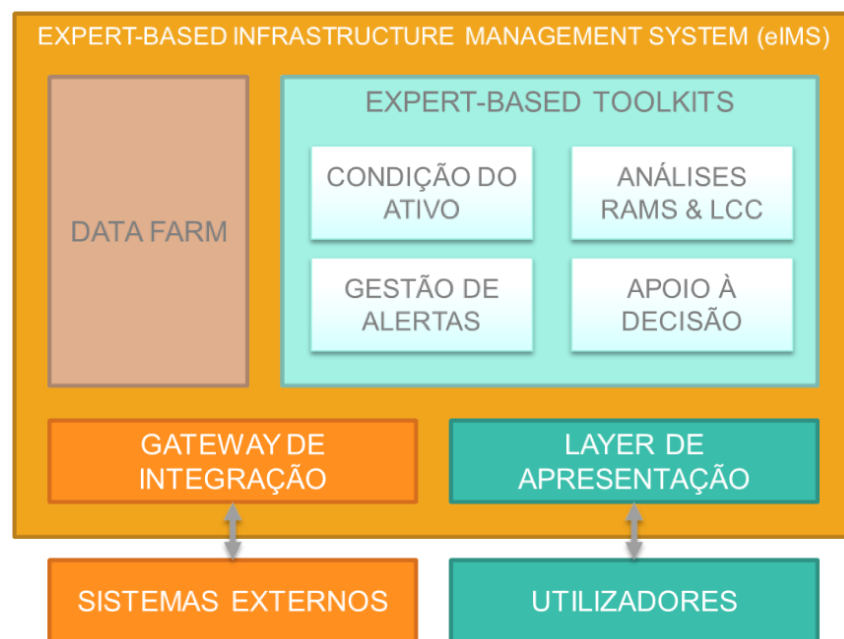 EXPERT-BASED INFRASTRUCTURE MANAGEMENT SYSTEM (eIMS)
DATA FARM
EXPERT-BASED TOOLKITS
CONDIÇÃO DO
ATIVO
ANÁLISES
RAMS & LCC
GESTÃO DE
ALERTAS
APOIO À
DECISÃO
GATEWAY DE
INTEGRAÇÃO
LAYER DE
APRESENTAÇÃO
SISTEMAS EXTERNOS
UTILIZADORES